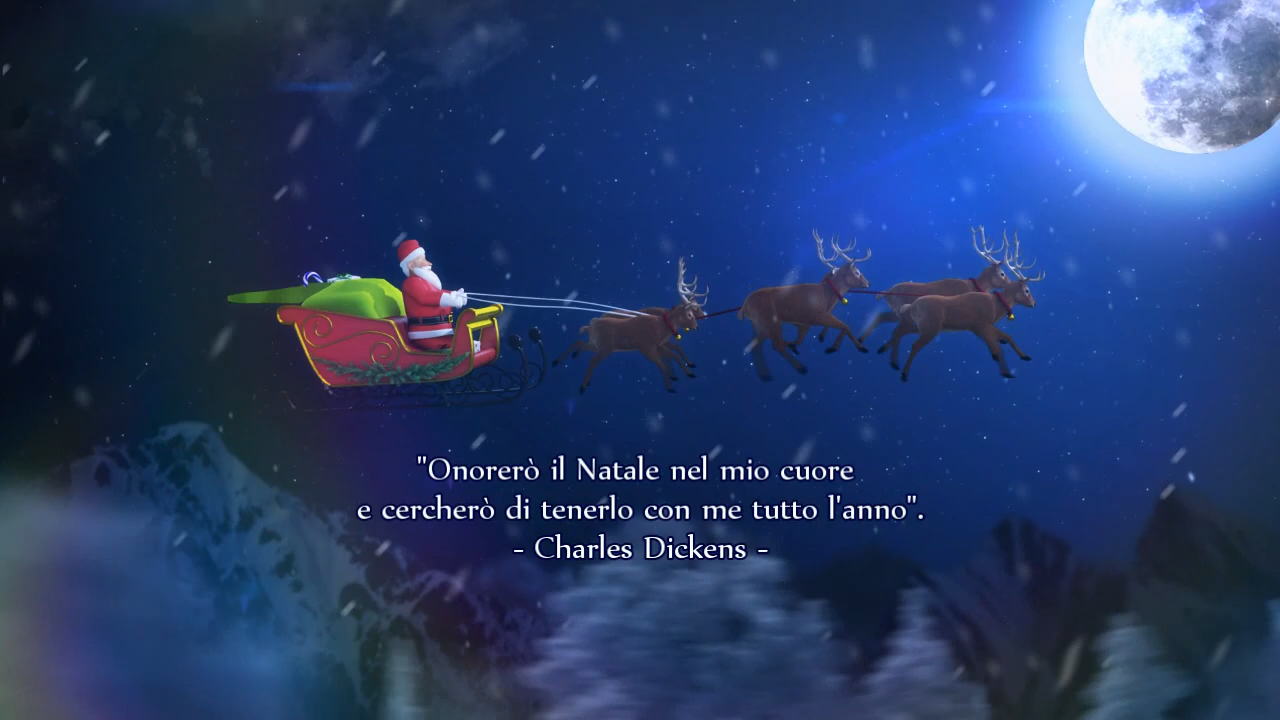 "Onorerò il Natale nel mio cuore
e cercherò di tenerlo con me tutto l'anno".
- Charles Dickens -